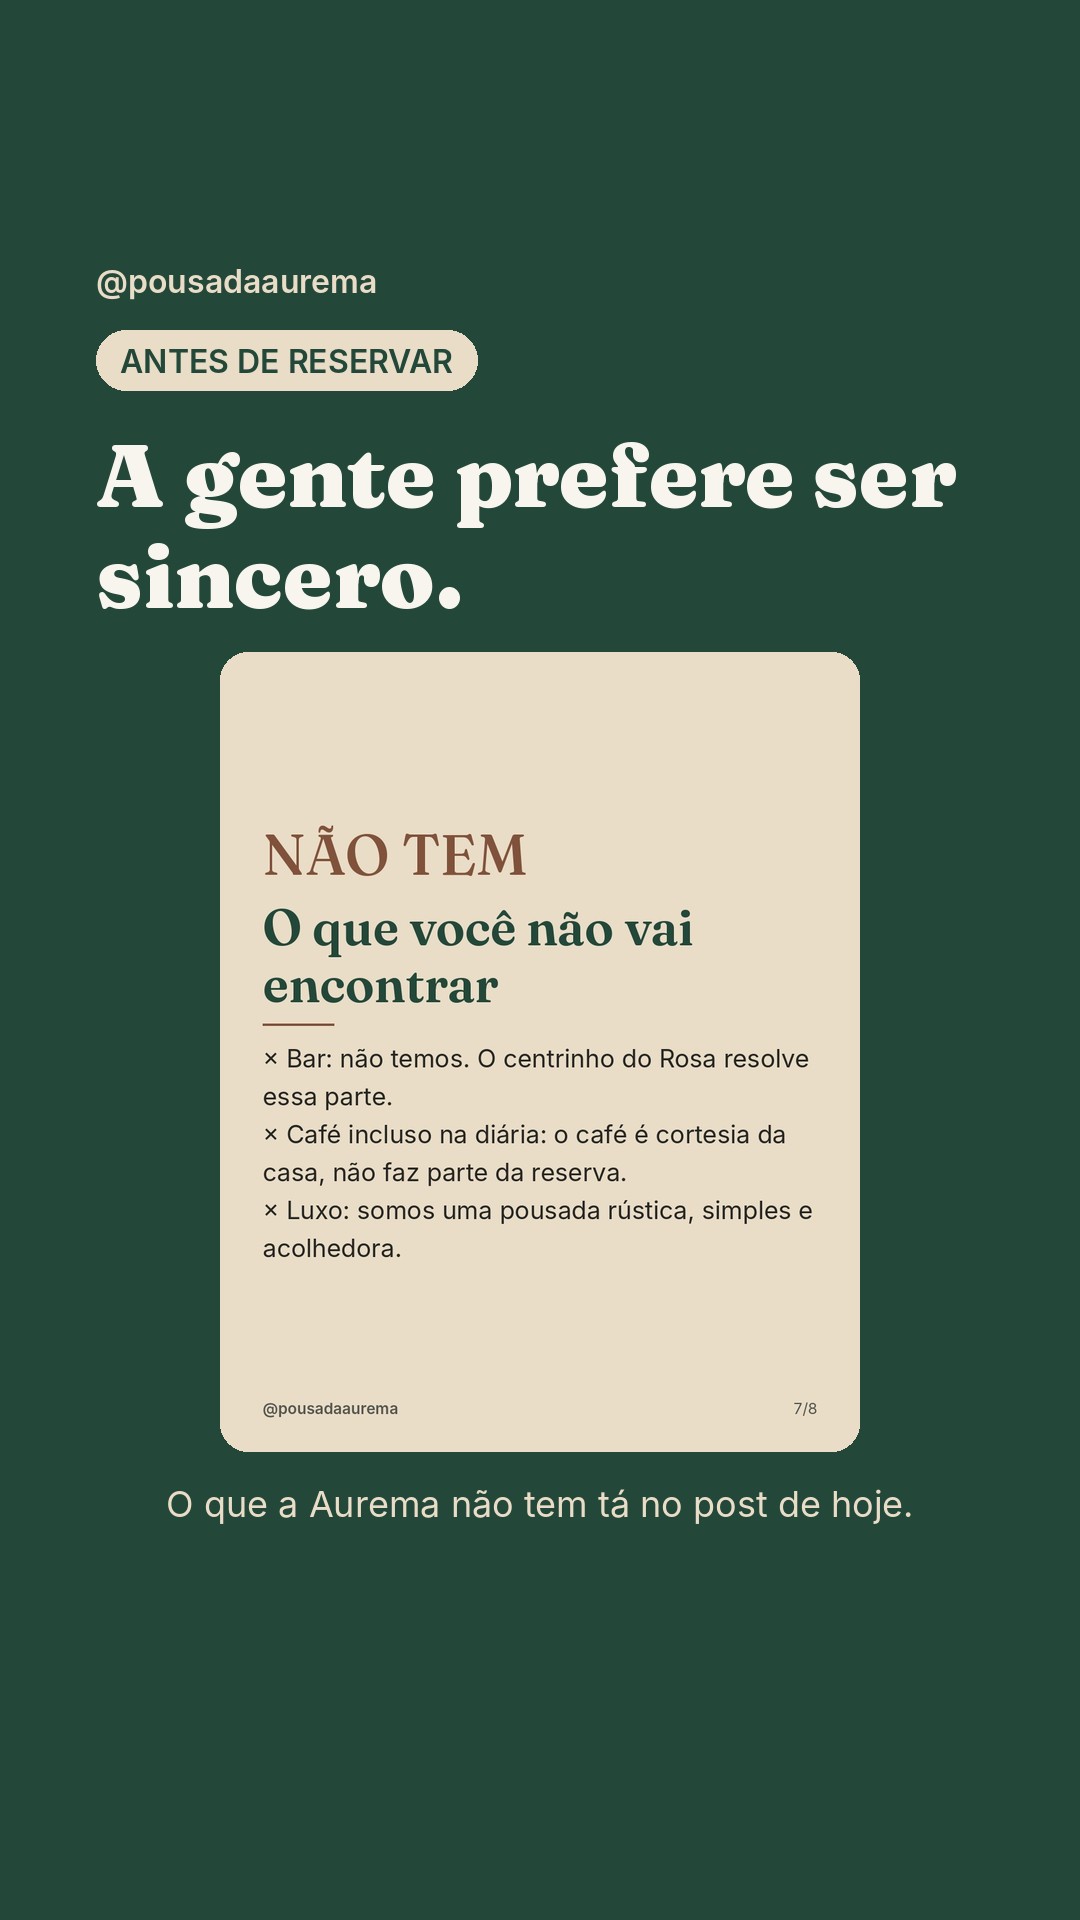 @pousadaaurema
ANTES DE RESERVAR
A gente prefere ser
sincero.
NÃO TEM
O que você não vai
encontrar
× Bar: não temos. O centrinho do Rosa resolve
essa parte.
× Café incluso na diária: o café é cortesia da
casa, não faz parte da reserva.
× Luxo: somos uma pousada rústica, simples e
acolhedora.
@pousadaaurema
7/8
O que a Aurema não tem tá no post de hoje.